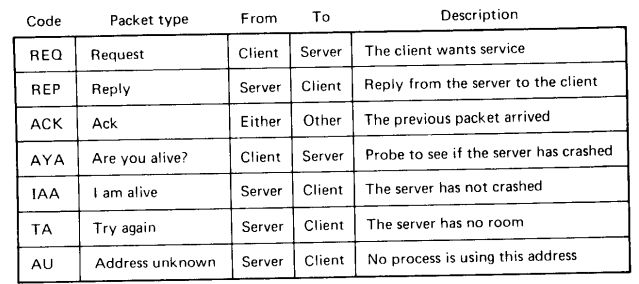 Code Packet type From To Description
REQ Request Client Server The client wants service
REP Reply Server Client Reply from the server to the client
ACK Ack Either Other The previous packet arrived
AYA Are you alive? Client Server Probe to see if the server has crashed
IAA I am alive Server Client The server has not crashed
TA Try again Server Client The server has no room
AU Address unknown Server Client No process is using this address